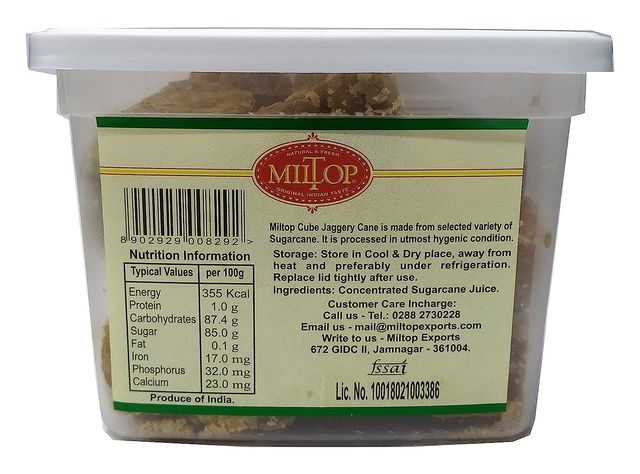 NATURAL & FRESH
MILTOP
ORIGINAL INDIAN TASTE
8 902929 008292 >
Nutrition Information
Typical Values per 100g
Energy 355 Kcal
Protein 1.0 g
Carbohydrates 87.4 g
Sugar 85.0 g
Fat 0.1 g
Iron 17.0 mg
Phosphorus 32.0 mg
Calcium 23.0 mg
Produce of India.
Miltop Cube Jaggery Cane is made from selected variety of
Sugarcane. It is processed in utmost hygenic condition.
Storage: Store in Cool & Dry place, away from
heat and preferably under refrigeration.
Replace lid tightly after use.
Ingredients: Concentrated Sugarcane Juice.
Customer Care Incharge:
Call us - Tel.: 0288 2730228
Email us - mail@miltopexports.com
Write to us - Miltop Exports
672 GIDC II, Jamnagar - 361004.
fssai
Lic. No. 10018021003386